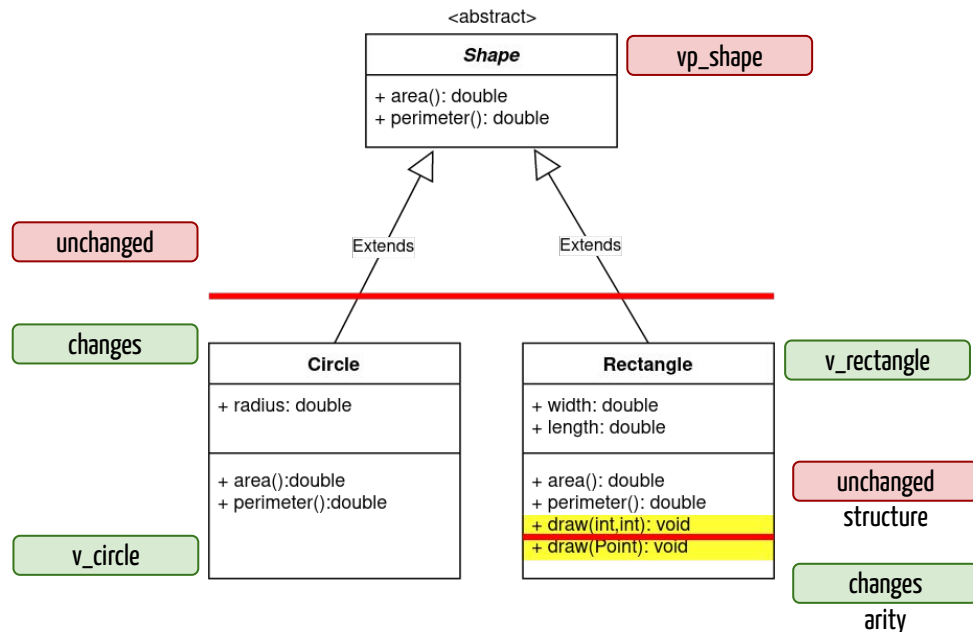 <abstract>
Shape
vp_shape
+ area(): double
+ perimeter(): double
unchanged
Extends
Extends
changes
Circle
Rectangle
v_rectangle
+ radius: double
+ width: double
+ length: double
+ area():double
+ perimeter():double
+ area(): double
+ perimeter(): double
+ draw(int,int): void
+ draw(Point): void
unchanged
structure
v_circle
changes
arity